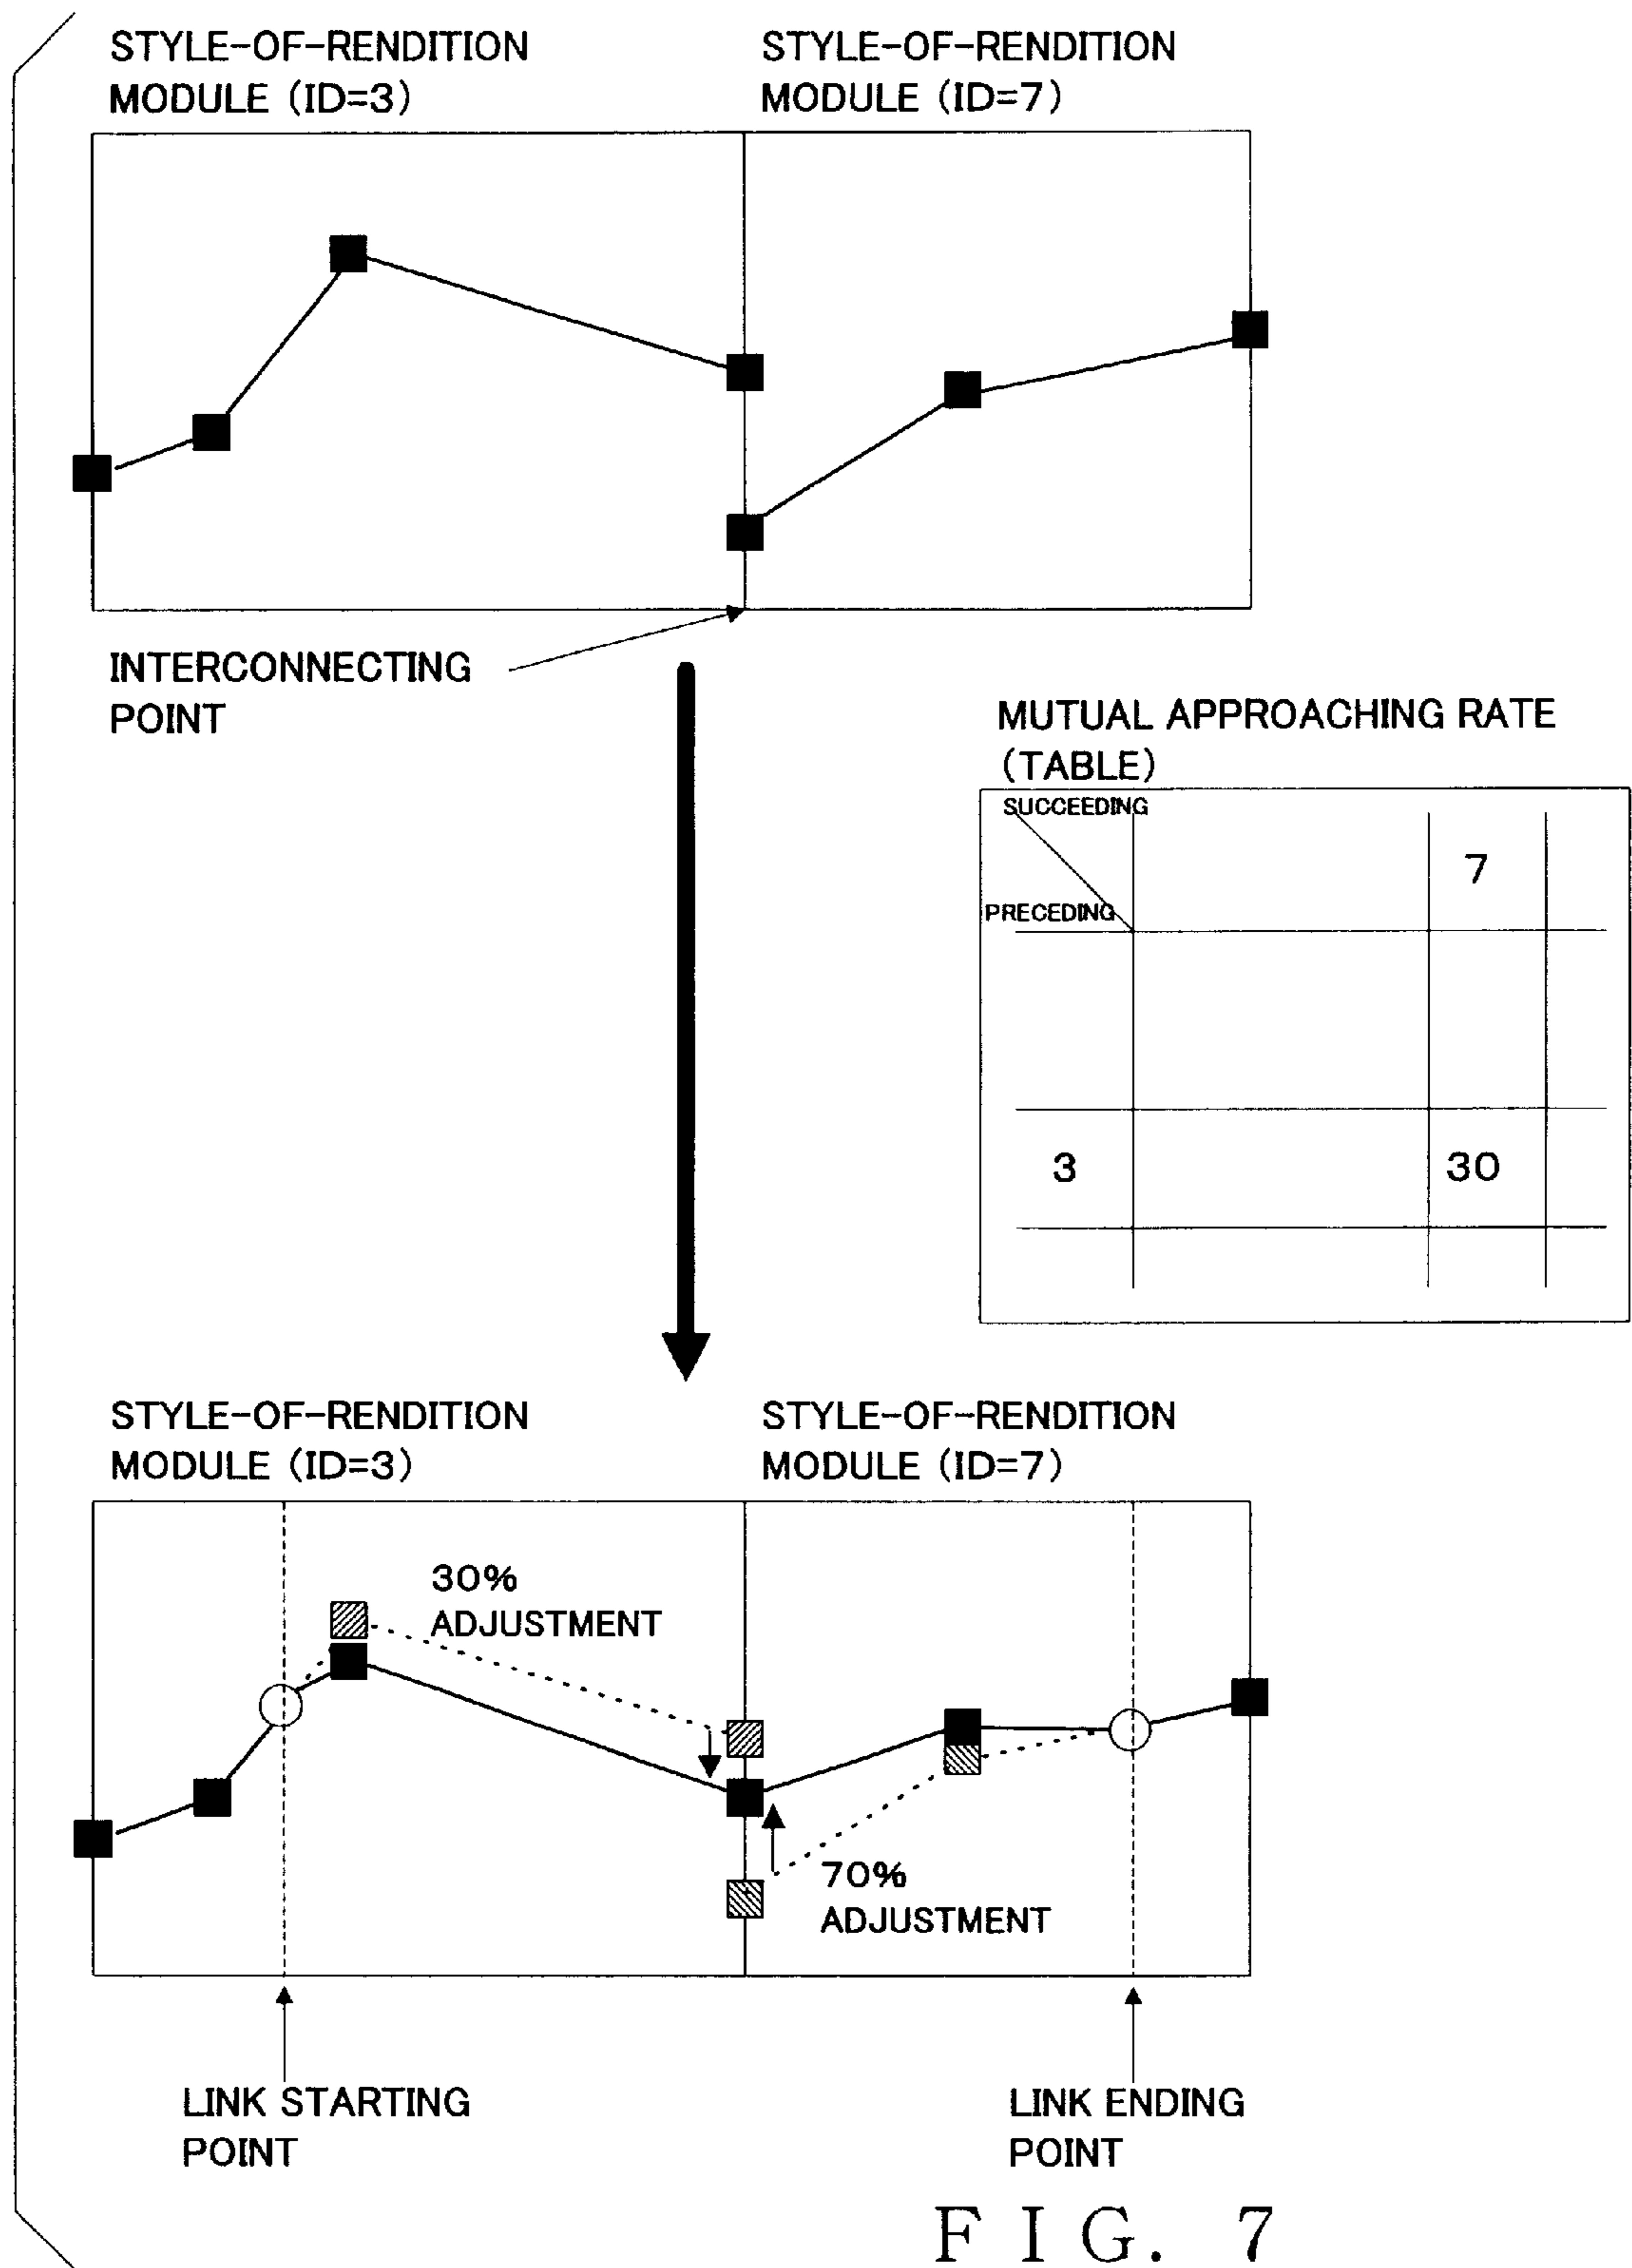 STYLE-OF-RENDITION
MODULE (ID=3)
STYLE-OF-RENDITION
MODULE (ID=7)
INTERCONNECTING
POINT
MUTUAL APPROACHING RATE
(TABLE)
SUCCEEDING
7
PRECEDING
3 30
STYLE-OF-RENDITION
MODULE (ID=3)
STYLE-OF-RENDITION
MODULE (ID=7)
30%
ADJUSTMENT
70%
ADJUSTMENT
LINK STARTING
POINT
LINK ENDING
POINT
FIG. 7